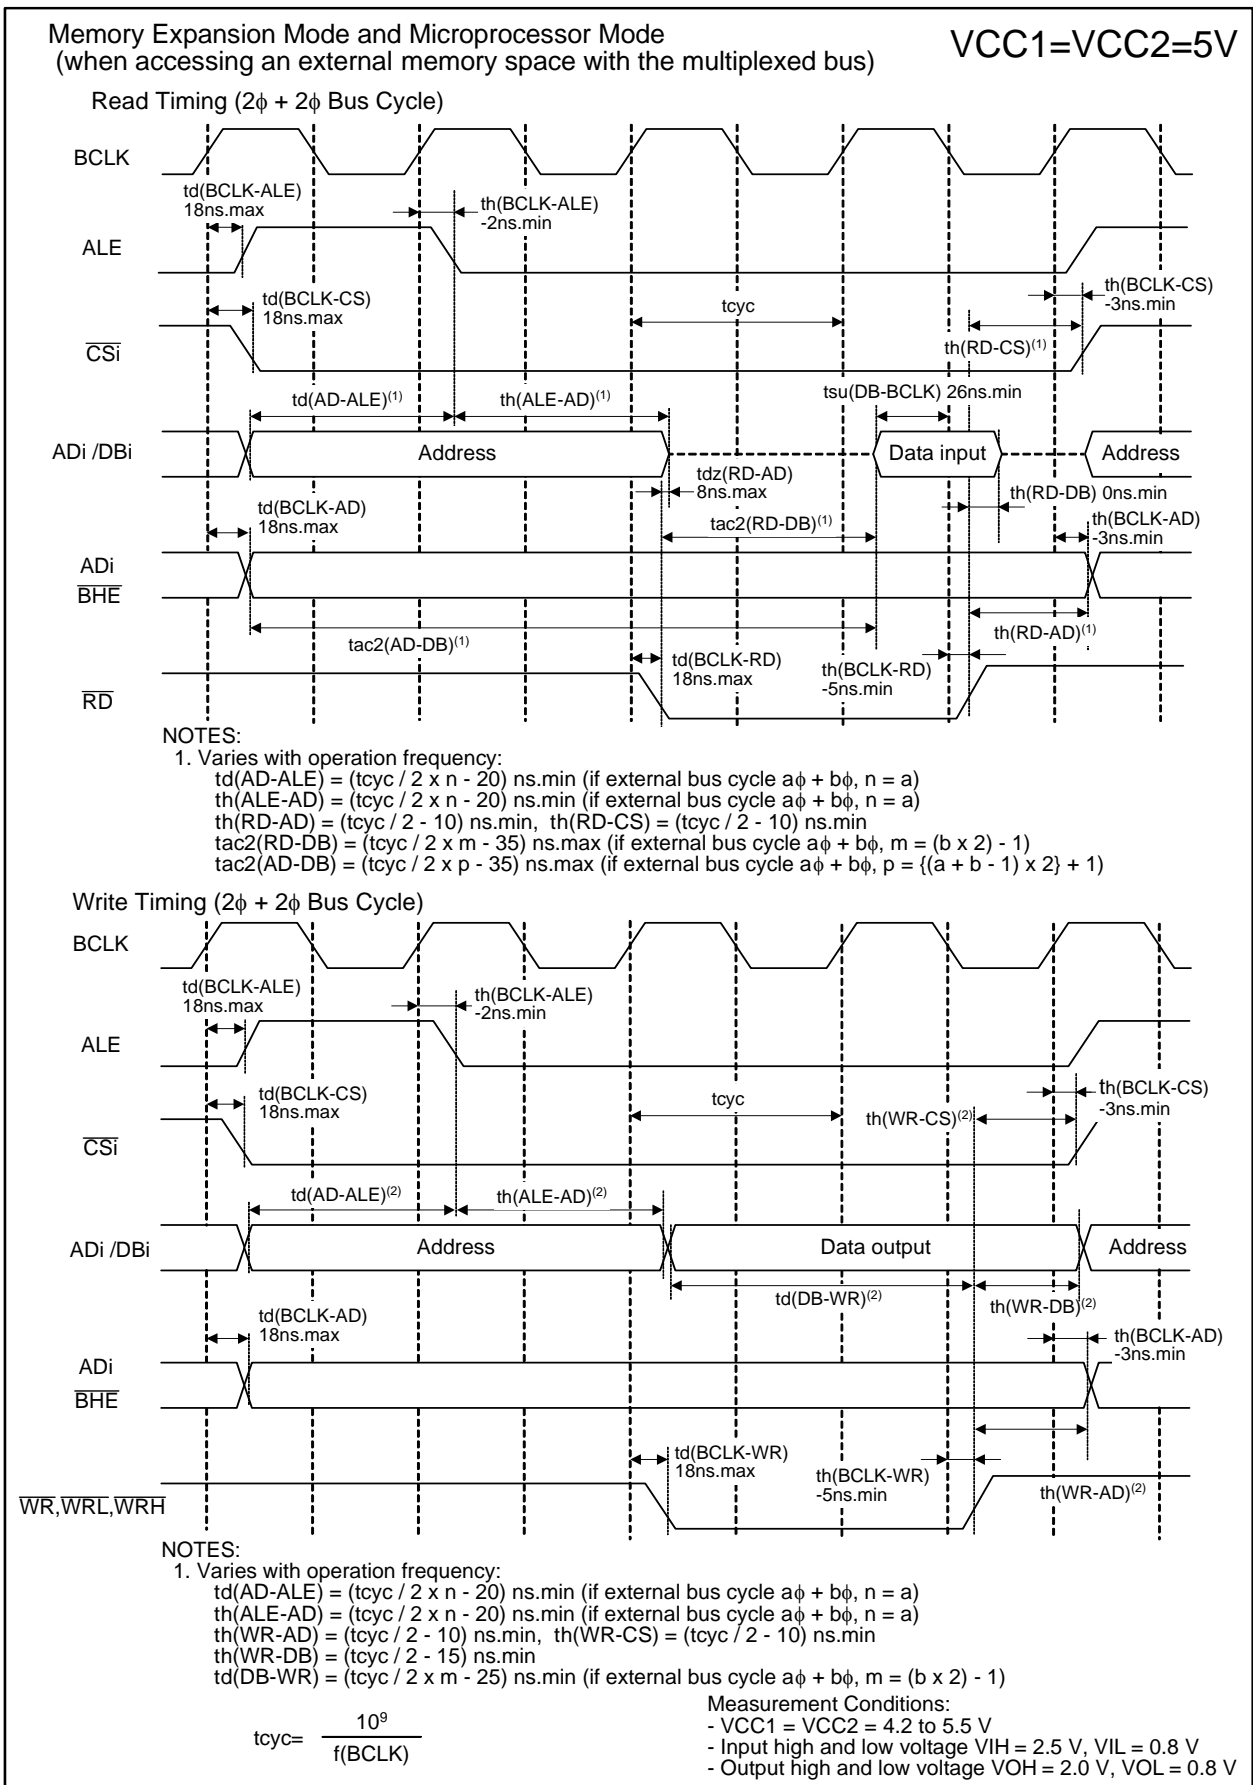 Memory Expansion Mode and Microprocessor Mode
(when accessing an external memory space with the multiplexed bus)
VCC1=VCC2=5V
Read Timing (2ϕ + 2ϕ Bus Cycle)
BCLK
td(BCLK-ALE)
18ns.max
th(BCLK-ALE)
-2ns.min
ALE
td(BCLK-CS)
18ns.max
tcyc
th(BCLK-CS)
-3ns.min
CSi
th(RD-CS)(1)
td(AD-ALE)(1)
th(ALE-AD)(1)
tsu(DB-BCLK) 26ns.min
ADi /DBi
Address
Data input
Address
tdz(RD-AD)
8ns.max
th(RD-DB) 0ns.min
td(BCLK-AD)
18ns.max
tac2(RD-DB)(1)
th(BCLK-AD)
-3ns.min
ADi
BHE
tac2(AD-DB)(1)
th(RD-AD)(1)
td(BCLK-RD)
18ns.max
th(BCLK-RD)
-5ns.min
RD
NOTES:
1. Varies with operation frequency:
td(AD-ALE) = (tcyc / 2 x n - 20) ns.min (if external bus cycle aϕ + bϕ, n = a)
th(ALE-AD) = (tcyc / 2 x n - 20) ns.min (if external bus cycle aϕ + bϕ, n = a)
th(RD-AD) = (tcyc / 2 - 10) ns.min, th(RD-CS) = (tcyc / 2 - 10) ns.min
tac2(RD-DB) = (tcyc / 2 x m - 35) ns.max (if external bus cycle aϕ + bϕ, m = (b x 2) - 1)
tac2(AD-DB) = (tcyc / 2 x p - 35) ns.max (if external bus cycle aϕ + bϕ, p = {(a + b - 1) x 2} + 1)
Write Timing (2ϕ + 2ϕ Bus Cycle)
BCLK
td(BCLK-ALE)
18ns.max
th(BCLK-ALE)
-2ns.min
ALE
td(BCLK-CS)
18ns.max
tcyc
th(BCLK-CS)
-3ns.min
th(WR-CS)(2)
CSi
td(AD-ALE)(2)
th(ALE-AD)(2)
ADi /DBi
Address
Data output
Address
td(DB-WR)(2)
th(WR-DB)(2)
td(BCLK-AD)
18ns.max
th(BCLK-AD)
-3ns.min
ADi
BHE
td(BCLK-WR)
18ns.max
th(BCLK-WR)
-5ns.min
th(WR-AD)(2)
WR,WRL,WRH
NOTES:
1. Varies with operation frequency:
td(AD-ALE) = (tcyc / 2 x n - 20) ns.min (if external bus cycle aϕ + bϕ, n = a)
th(ALE-AD) = (tcyc / 2 x n - 20) ns.min (if external bus cycle aϕ + bϕ, n = a)
th(WR-AD) = (tcyc / 2 - 10) ns.min, th(WR-CS) = (tcyc / 2 - 10) ns.min
th(WR-DB) = (tcyc / 2 - 15) ns.min
td(DB-WR) = (tcyc / 2 x m - 25) ns.min (if external bus cycle aϕ + bϕ, m = (b x 2) - 1)
tcyc=
10⁹
f(BCLK)
Measurement Conditions:
- VCC1 = VCC2 = 4.2 to 5.5 V
- Input high and low voltage VIH = 2.5 V, VIL = 0.8 V
- Output high and low voltage VOH = 2.0 V, VOL = 0.8 V